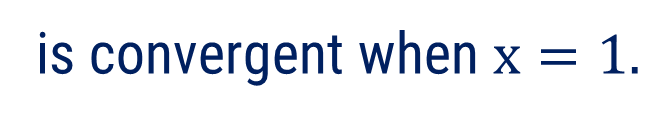 is convergent when x = 1.